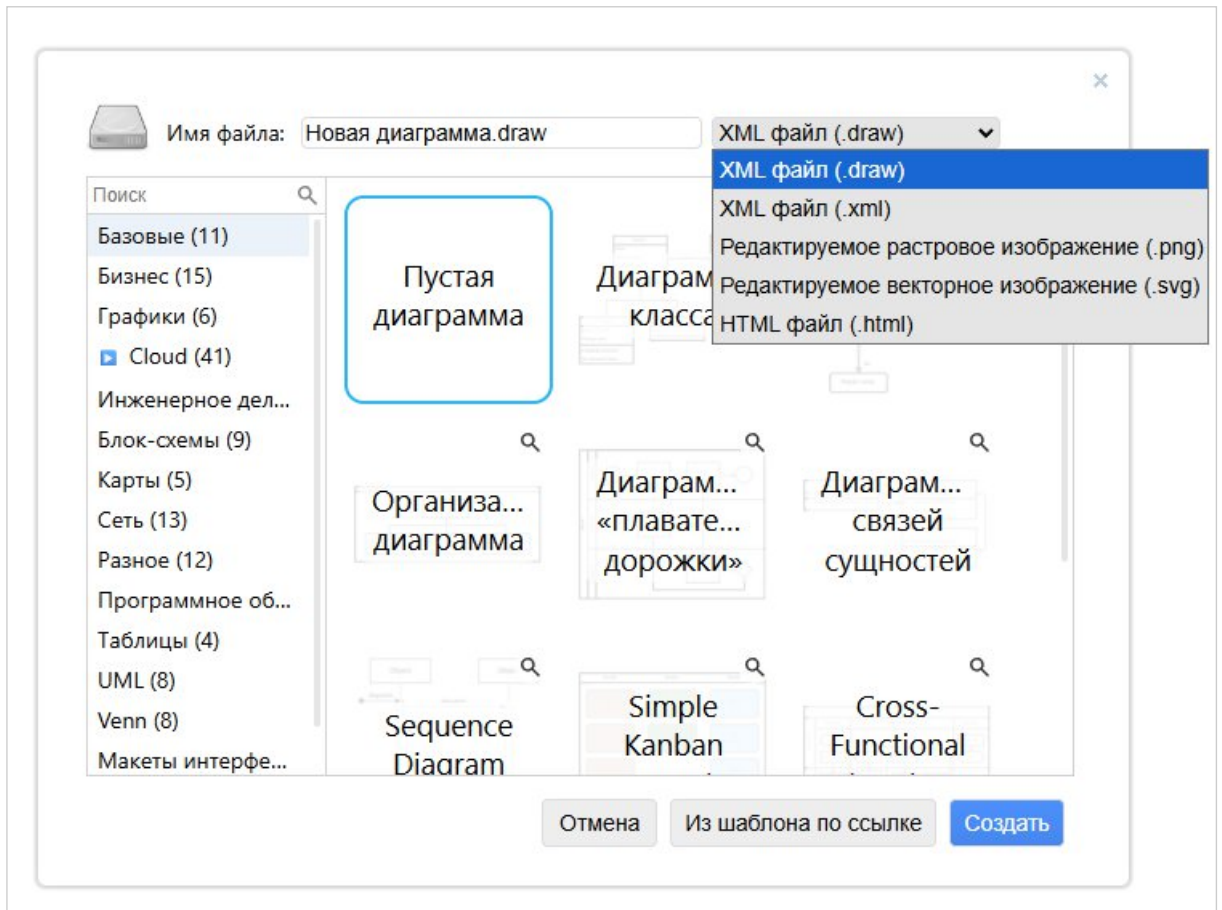 Имя файла: Новая диаграмма.draw XML файл (.draw)
XML файл (.draw)
XML файл (.xml)
Редактируемое растровое изображение (.png)
Редактируемое векторное изображение (.svg)
HTML файл (.html)
Поиск
Базовые (11)
Бизнес (15)
Графики (6)
Cloud (41)
Инженерное дел...
Блок-схемы (9)
Карты (5)
Сеть (13)
Разное (12)
Программное об...
Таблицы (4)
UML (8)
Venn (8)
Макеты интерфе...
Пустая
диаграмма
Диаграм
класса
Организа...
диаграмма
Диаграм...
«плавате...
дорожки»
Диаграм...
связей
сущностей
Sequence
Diagram
Simple
Kanban
Cross-
Functional
Отмена
Из шаблона по ссылке
Создать